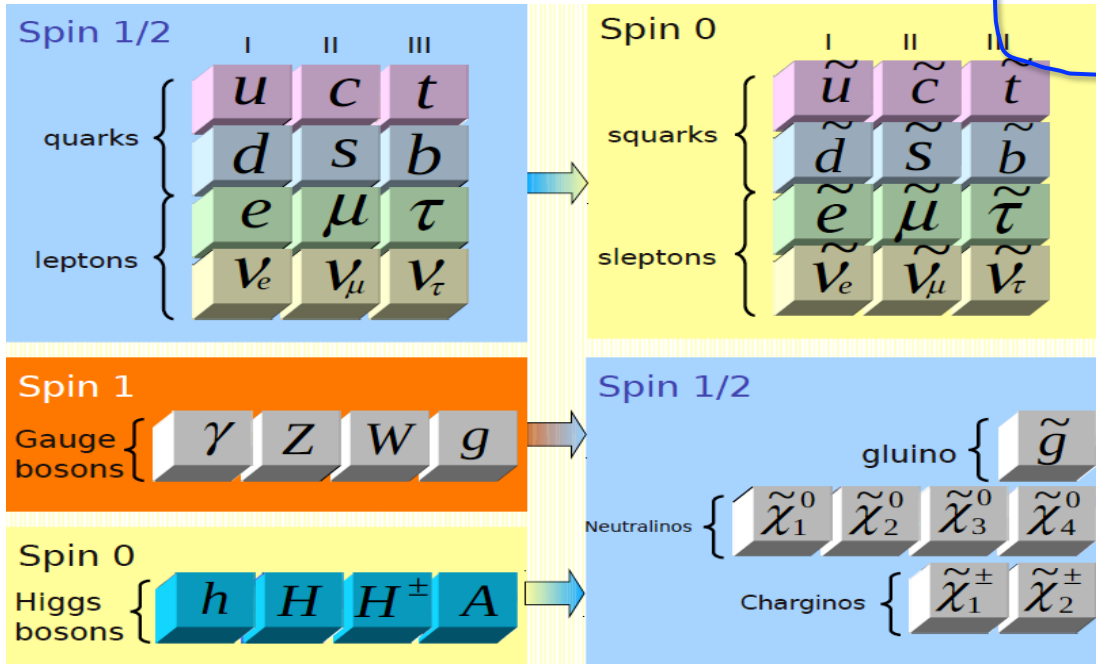 Spin 1/2
I II III
quarks
u c t
d s b
leptons
e μ τ
νe νμ ντ
Spin 0
I II III
squarks
ũ c̃ t̃
d̃ s̃ b̃
sleptons
ẽ μ̃ τ̃
ν̃e ν̃μ ν̃τ
Spin 1
Gauge
bosons
γ Z W g
Spin 0
Higgs
bosons
h H H± A
Spin 1/2
gluino g̃
Neutralinos χ̃⁰₁ χ̃⁰₂ χ̃⁰₃ χ̃⁰₄
Charginos χ̃±₁ χ̃±₂